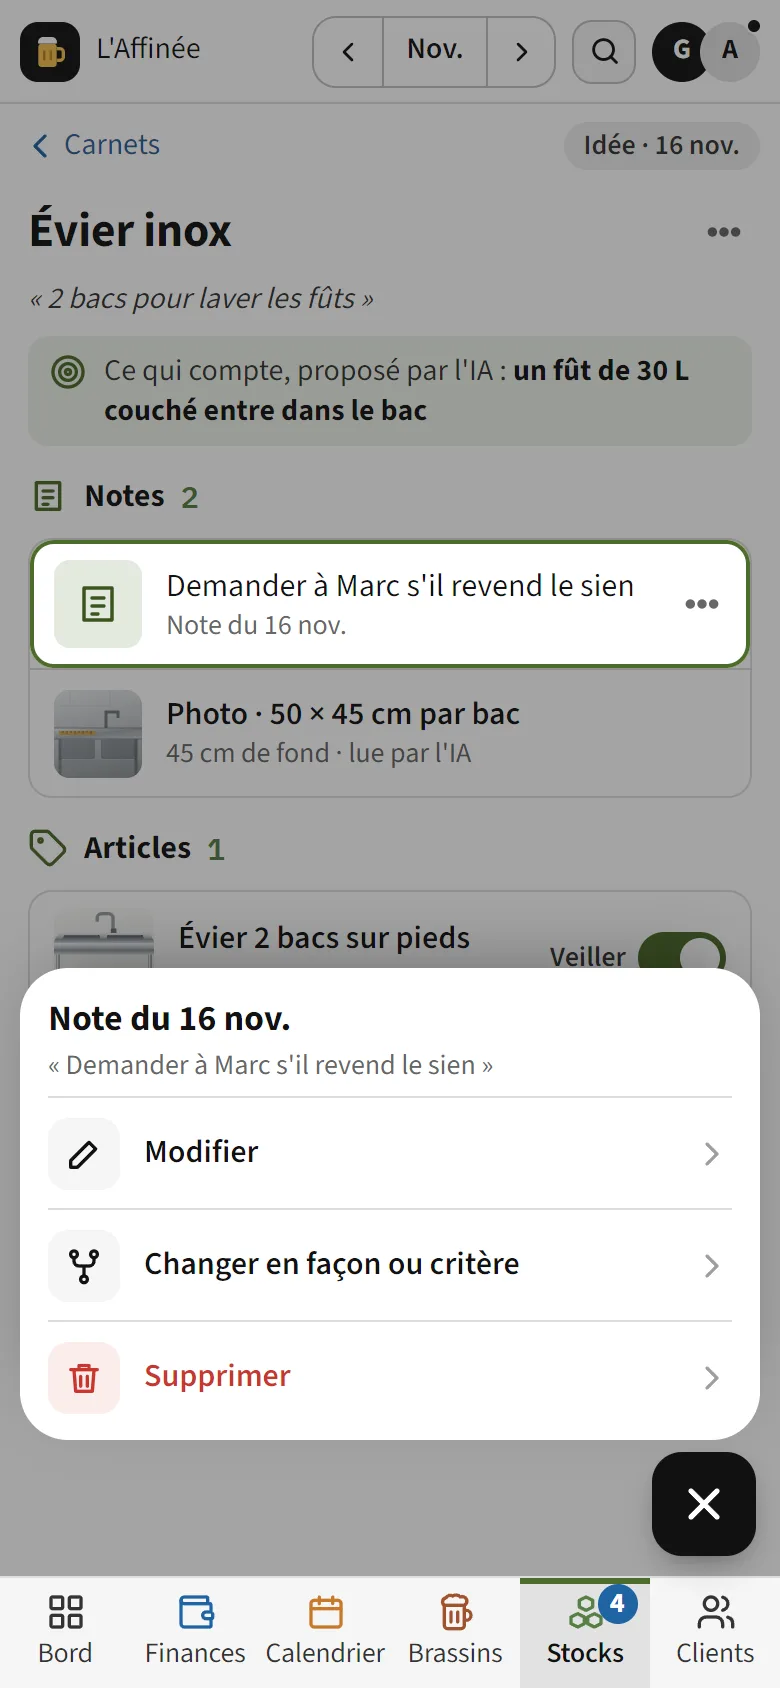 L'Affinée
Nov.
G
A
Carnets
Idée · 16 nov.
Évier inox
« 2 bacs pour laver les fûts »
Ce qui compte, proposé par l'IA : un fût de 30 L
couché entre dans le bac
Notes 2
Demander à Marc s'il revend le sien
Note du 16 nov.
Photo · 50 × 45 cm par bac
45 cm de fond · lue par l'IA
Articles 1
Évier 2 bacs sur pieds
Veiller
Note du 16 nov.
« Demander à Marc s'il revend le sien »
Modifier
Changer en façon ou critère
Supprimer
4
Bord
Finances
Calendrier
Brassins
Stocks
Clients